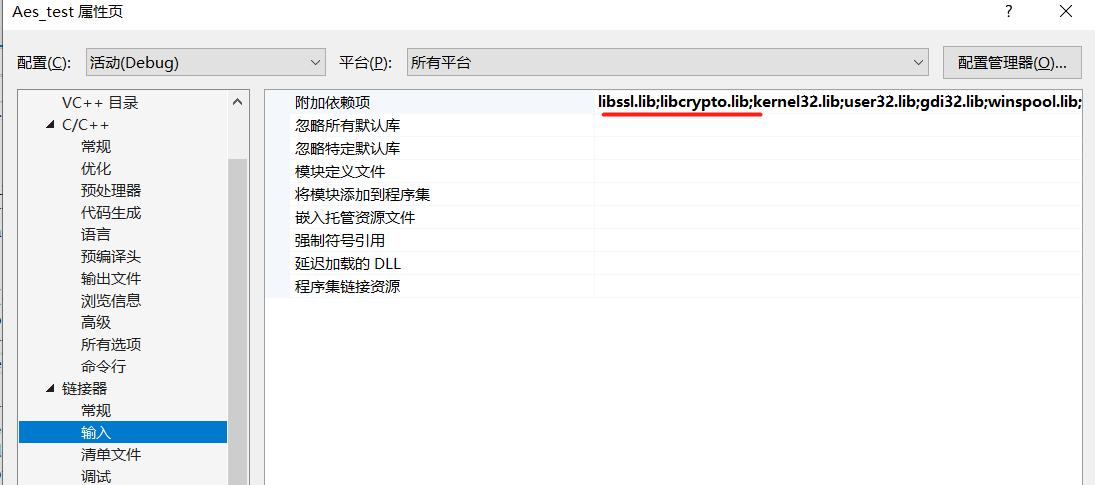 Aes_test 属性页
?
配置(C): 活动(Debug) 平台(P): 所有平台 配置管理器(O)...
VC++ 目录
C/C++
常规
优化
预处理器
代码生成
语言
预编译头
输出文件
浏览信息
高级
所有选项
命令行
链接器
常规
输入
清单文件
调试
附加依赖项 libssl.lib;libcrypto.lib;kernel32.lib;user32.lib;gdi32.lib;winspool.lib;
忽略所有默认库
忽略特定默认库
模块定义文件
将模块添加到程序集
嵌入托管资源文件
强制符号引用
延迟加载的 DLL
程序集链接资源